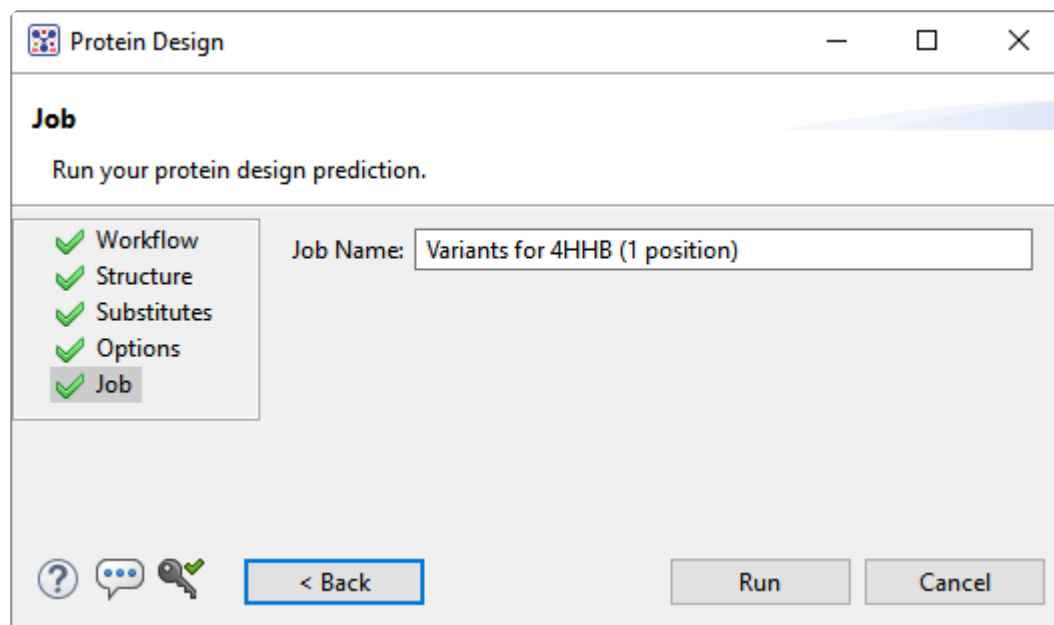 Protein Design
Job
Run your protein design prediction.
Workflow
Structure
Substitutes
Options
Job
Job Name: Variants for 4HHB (1 position)
?
< Back
Run
Cancel